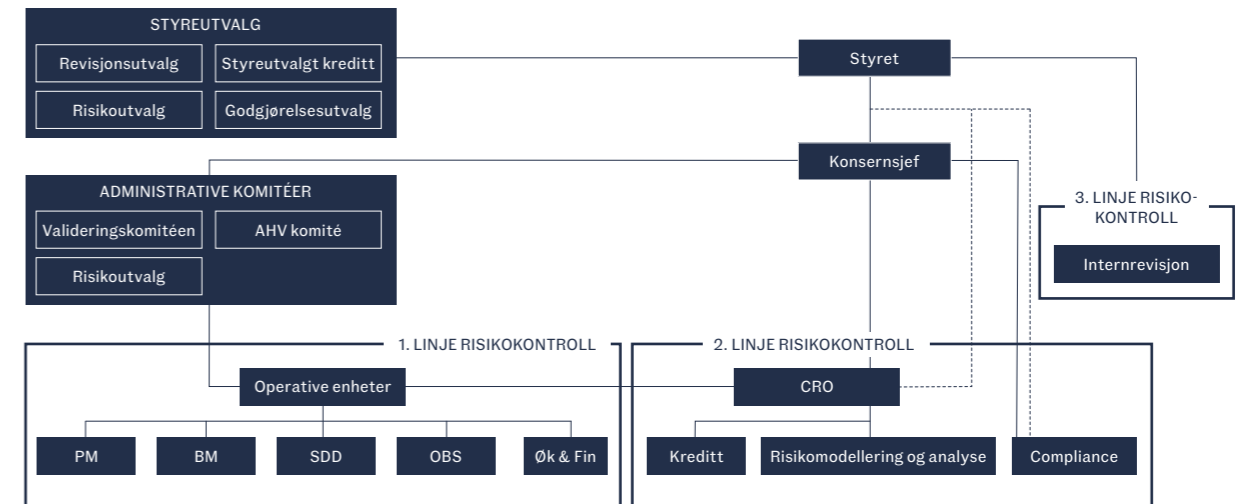 STYREUTVALG
Revisjonsutvalg
Styreutvalgt kreditt
Risikoutvalg
Godgjørelsesutvalg
Styret
Konsernsjef
ADMINISTRATIVE KOMITÉER
Valideringskomitéen
AHV komité
Risikoutvalg
3. LINJE RISIKO-
KONTROLL
Internrevisjon
1. LINJE RISIKOKONTROLL
Operative enheter
PM
BM
SDD
OBS
Øk & Fin
2. LINJE RISIKOKONTROLL
CRO
Kreditt
Risikomodellering og analyse
Compliance